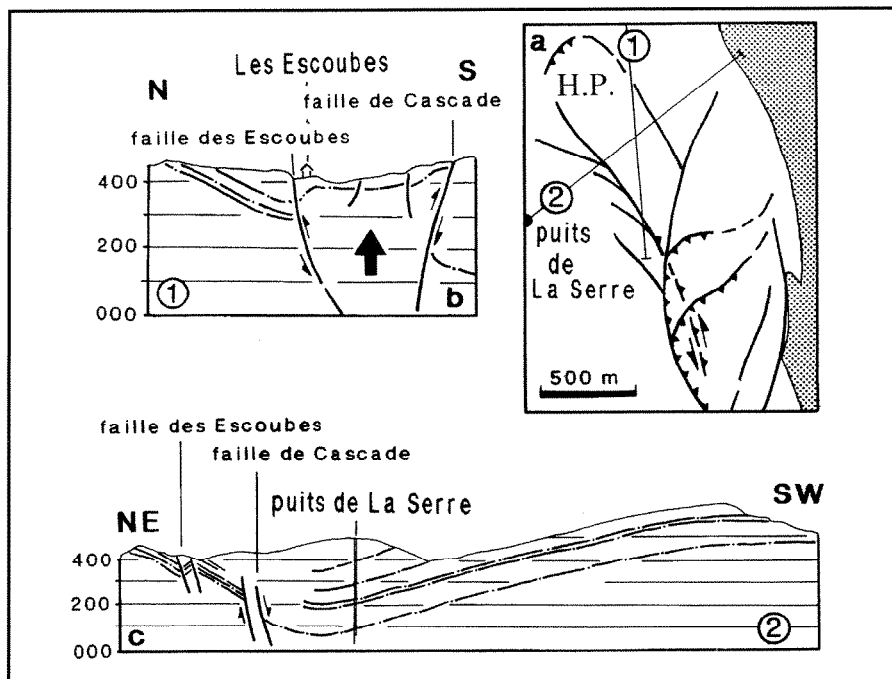 Les Escoubes
N
S
faille de Cascade
faille des Escoubes
400
200
000
1
b
a
1
H.P.
2
puits
de
La Serre
500 m
faille des Escoubes
faille de Cascade
puits de La Serre
NE
SW
400
200
000
c
2